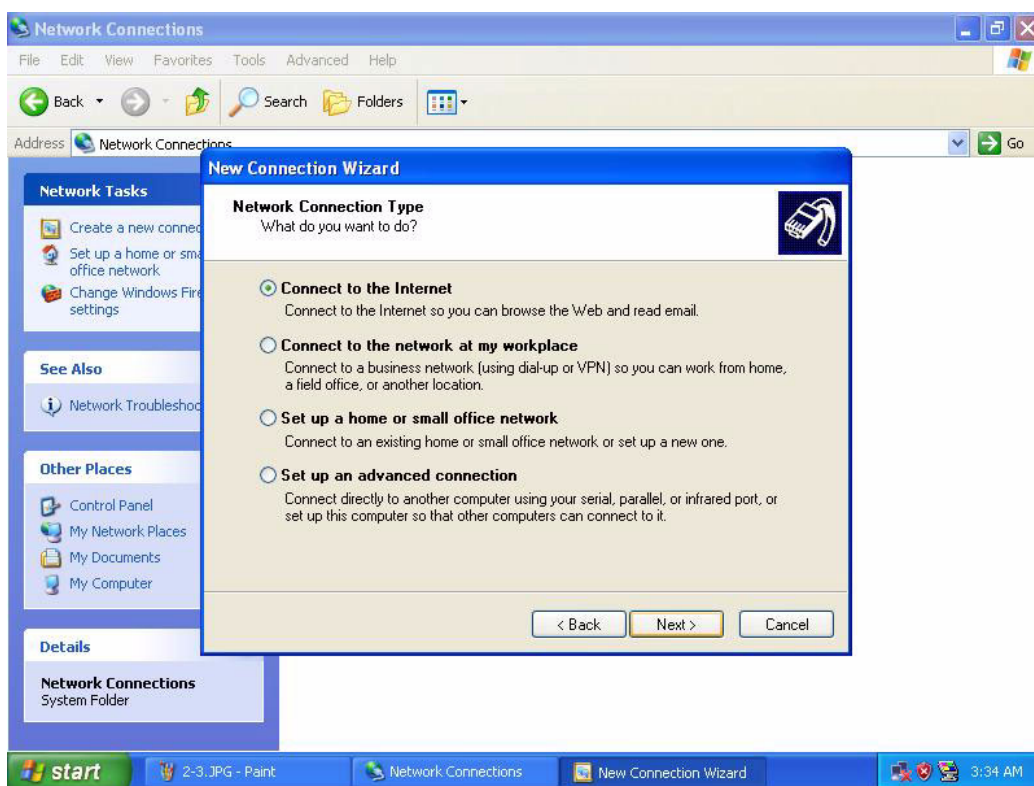 Network Connections
File Edit View Favorites Tools Advanced Help
Back Search Folders
Address Network Connections Go
New Connection Wizard
Network Tasks
Create a new connec
Set up a home or sma
office network
Change Windows Fire
settings
See Also
Network Troubleshoo
Other Places
Control Panel
My Network Places
My Documents
My Computer
Details
Network Connections
System Folder
Network Connection Type
What do you want to do?
Connect to the Internet
Connect to the Internet so you can browse the Web and read email.
Connect to the network at my workplace
Connect to a business network (using dial-up or VPN) so you can work from home,
a field office, or another location.
Set up a home or small office network
Connect to an existing home or small office network or set up a new one.
Set up an advanced connection
Connect directly to another computer using your serial, parallel, or infrared port, or
set up this computer so that other computers can connect to it.
< Back Next > Cancel
start 2-3.JPG - Paint Network Connections New Connection Wizard 3:34 AM